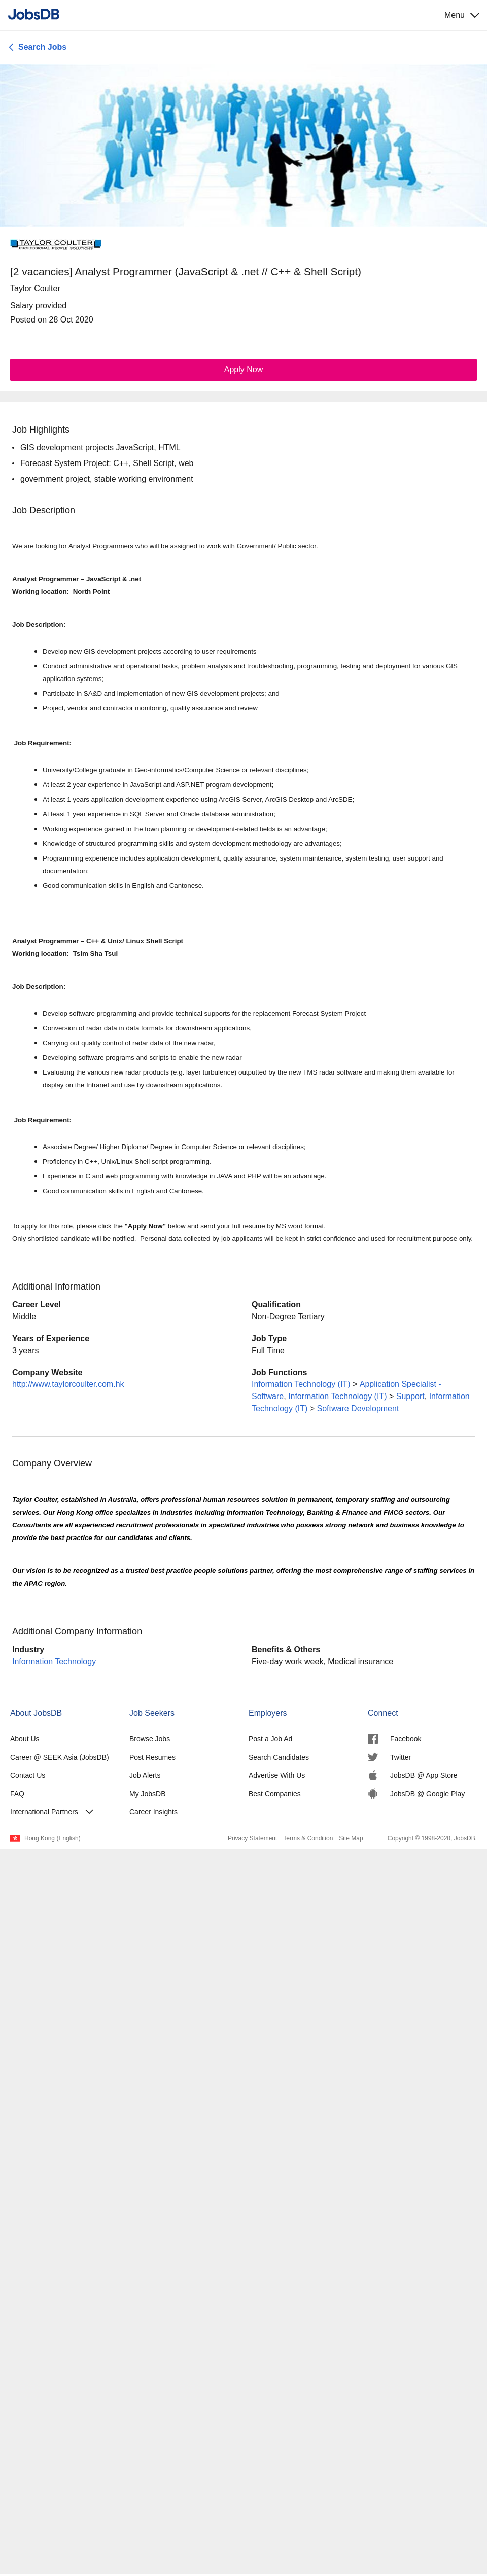 JobsDB
Menu
Search Jobs
TAYLOR COULTER
PROFESSIONAL PEOPLE SOLUTIONS
[2 vacancies] Analyst Programmer (JavaScript & .net // C++ & Shell Script)
Taylor Coulter
Salary provided
Posted on 28 Oct 2020
Apply Now
Job Highlights
• GIS development projects JavaScript, HTML
• Forecast System Project: C++, Shell Script, web
• government project, stable working environment
Job Description
We are looking for Analyst Programmers who will be assigned to work with Government/ Public sector.
Analyst Programmer – JavaScript & .net
Working location:  North Point
Job Description:
• Develop new GIS development projects according to user requirements
• Conduct administrative and operational tasks, problem analysis and troubleshooting, programming, testing and deployment for various GIS
application systems;
• Participate in SA&D and implementation of new GIS development projects; and
• Project, vendor and contractor monitoring, quality assurance and review
Job Requirement:
• University/College graduate in Geo-informatics/Computer Science or relevant disciplines;
• At least 2 year experience in JavaScript and ASP.NET program development;
• At least 1 years application development experience using ArcGIS Server, ArcGIS Desktop and ArcSDE;
• At least 1 year experience in SQL Server and Oracle database administration;
• Working experience gained in the town planning or development-related fields is an advantage;
• Knowledge of structured programming skills and system development methodology are advantages;
• Programming experience includes application development, quality assurance, system maintenance, system testing, user support and
documentation;
• Good communication skills in English and Cantonese.
Analyst Programmer – C++ & Unix/ Linux Shell Script
Working location:  Tsim Sha Tsui
Job Description:
• Develop software programming and provide technical supports for the replacement Forecast System Project
• Conversion of radar data in data formats for downstream applications,
• Carrying out quality control of radar data of the new radar,
• Developing software programs and scripts to enable the new radar
• Evaluating the various new radar products (e.g. layer turbulence) outputted by the new TMS radar software and making them available for
display on the Intranet and use by downstream applications.
Job Requirement:
• Associate Degree/ Higher Diploma/ Degree in Computer Science or relevant disciplines;
• Proficiency in C++, Unix/Linux Shell script programming.
• Experience in C and web programming with knowledge in JAVA and PHP will be an advantage.
• Good communication skills in English and Cantonese.
To apply for this role, please click the "Apply Now" below and send your full resume by MS word format.
Only shortlisted candidate will be notified.  Personal data collected by job applicants will be kept in strict confidence and used for recruitment purpose only.
Additional Information
Career Level
Middle
Qualification
Non-Degree Tertiary
Years of Experience
3 years
Job Type
Full Time
Company Website
http://www.taylorcoulter.com.hk
Job Functions
Information Technology (IT) > Application Specialist -
Software, Information Technology (IT) > Support, Information
Technology (IT) > Software Development
Company Overview
Taylor Coulter, established in Australia, offers professional human resources solution in permanent, temporary staffing and outsourcing
services. Our Hong Kong office specializes in industries including Information Technology, Banking & Finance and FMCG sectors. Our
Consultants are all experienced recruitment professionals in specialized industries who possess strong network and business knowledge to
provide the best practice for our candidates and clients.
Our vision is to be recognized as a trusted best practice people solutions partner, offering the most comprehensive range of staffing services in
the APAC region.
Additional Company Information
Industry
Information Technology
Benefits & Others
Five-day work week, Medical insurance
About JobsDB
About Us
Career @ SEEK Asia (JobsDB)
Contact Us
FAQ
International Partners
Job Seekers
Browse Jobs
Post Resumes
Job Alerts
My JobsDB
Career Insights
Employers
Post a Job Ad
Search Candidates
Advertise With Us
Best Companies
Connect
Facebook
Twitter
JobsDB @ App Store
JobsDB @ Google Play
Hong Kong (English)
Privacy Statement
Terms & Condition
Site Map
Copyright © 1998-2020, JobsDB.